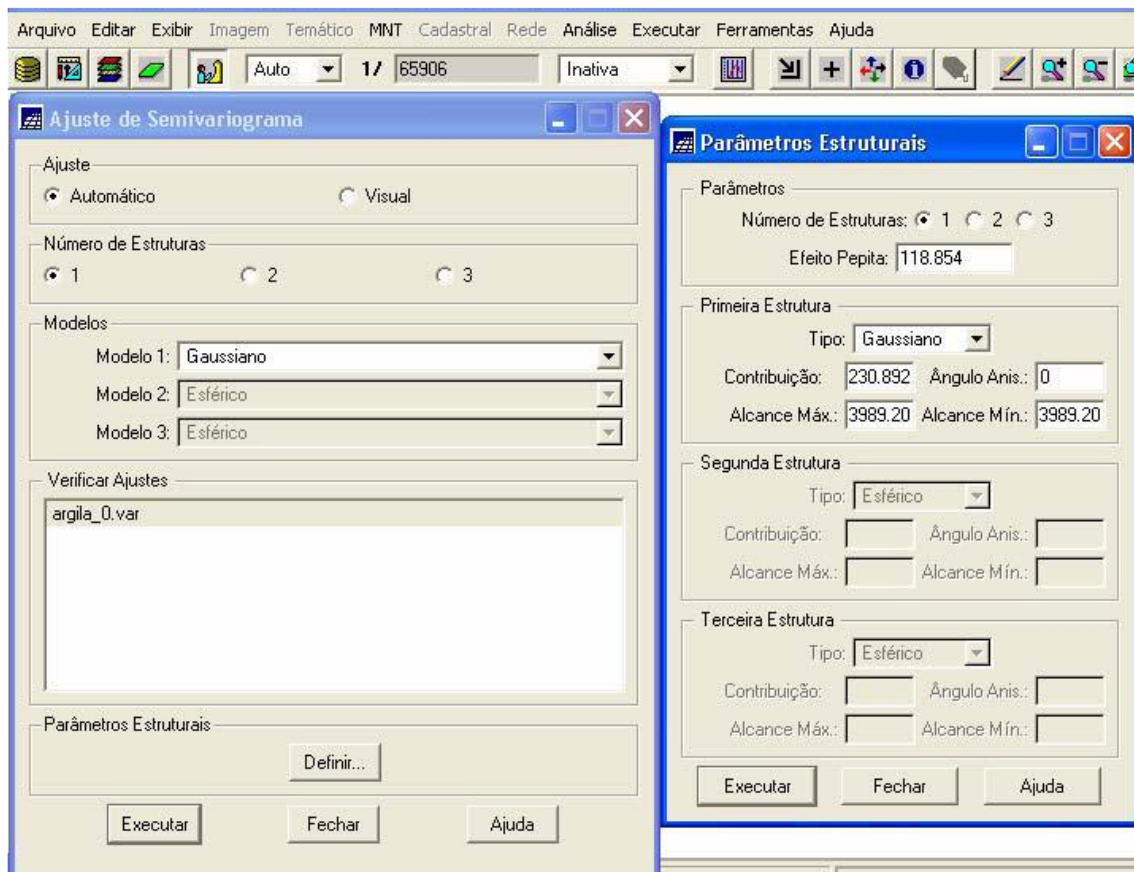 Arquivo Editar Exibir Imagem Temático MNT Cadastral Rede Análise Executar Ferramentas Ajuda
Auto 1/ 65906 Inativa
Ajuste de Semivariograma
Ajuste
Automático Visual
Número de Estruturas
1 2 3
Modelos
Modelo 1: Gaussiano
Modelo 2: Esférico
Modelo 3: Esférico
Verificar Ajustes
argila_0.var
Parâmetros Estruturais
Definir...
Executar Fechar Ajuda
Parâmetros Estruturais
Parâmetros
Número de Estruturas: 1 2 3
Efeito Pepita: 118.854
Primeira Estrutura
Tipo: Gaussiano
Contribuição: 230.892 Ângulo Anis.: 0
Alcance Máx.: 3989.20 Alcance Mín.: 3989.20
Segunda Estrutura
Tipo: Esférico
Contribuição: Ângulo Anis.:
Alcance Máx.: Alcance Mín.:
Terceira Estrutura
Tipo: Esférico
Contribuição: Ângulo Anis.:
Alcance Máx.: Alcance Mín.:
Executar Fechar Ajuda